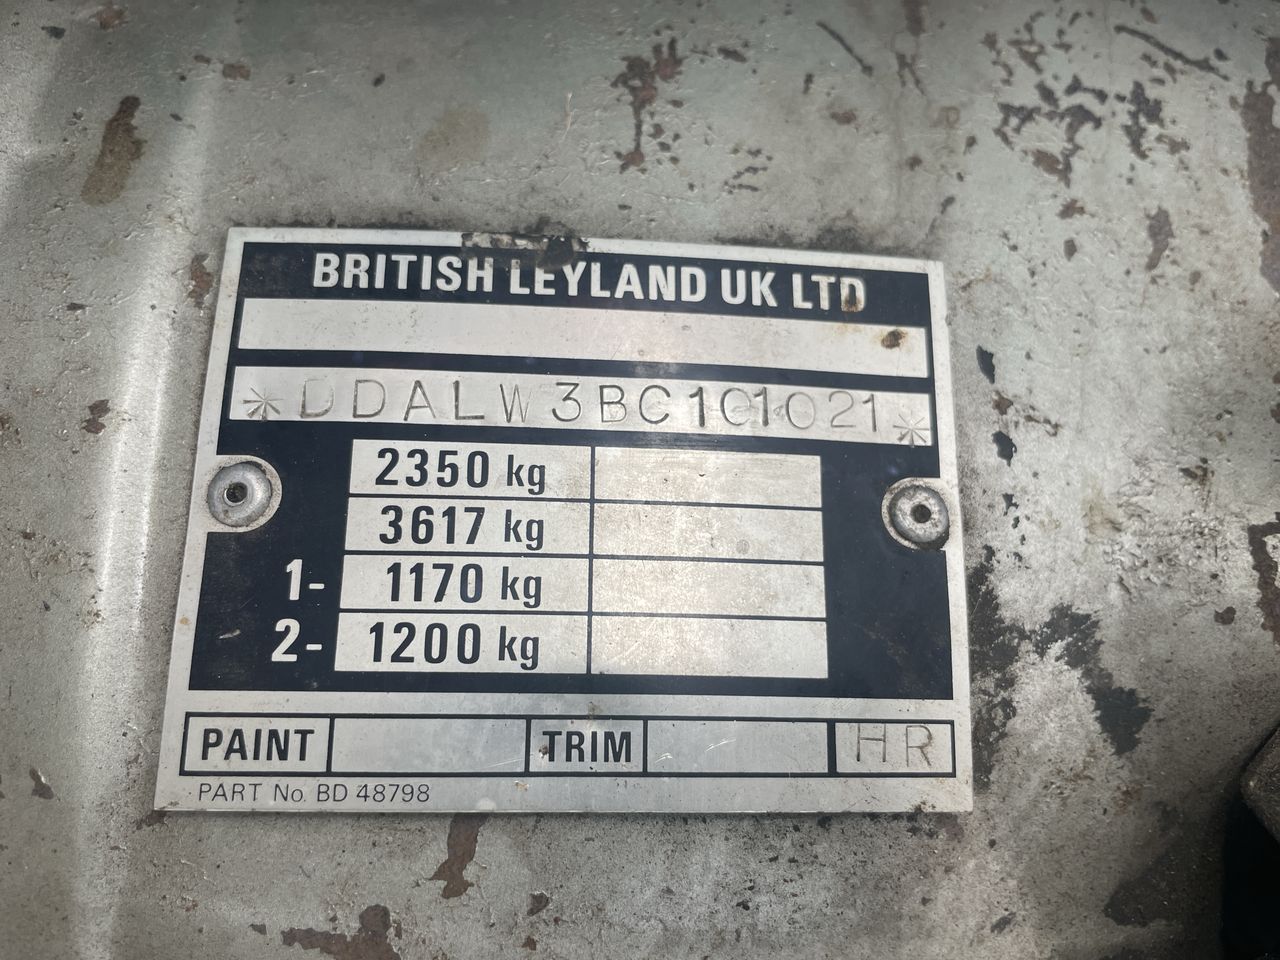 BRITISH LEYLAND UK LTD
*DDALW3BC101021*
2350 kg
3617 kg
1- 1170 kg
2- 1200 kg
PAINT TRIM HR
PART No. BD 48798